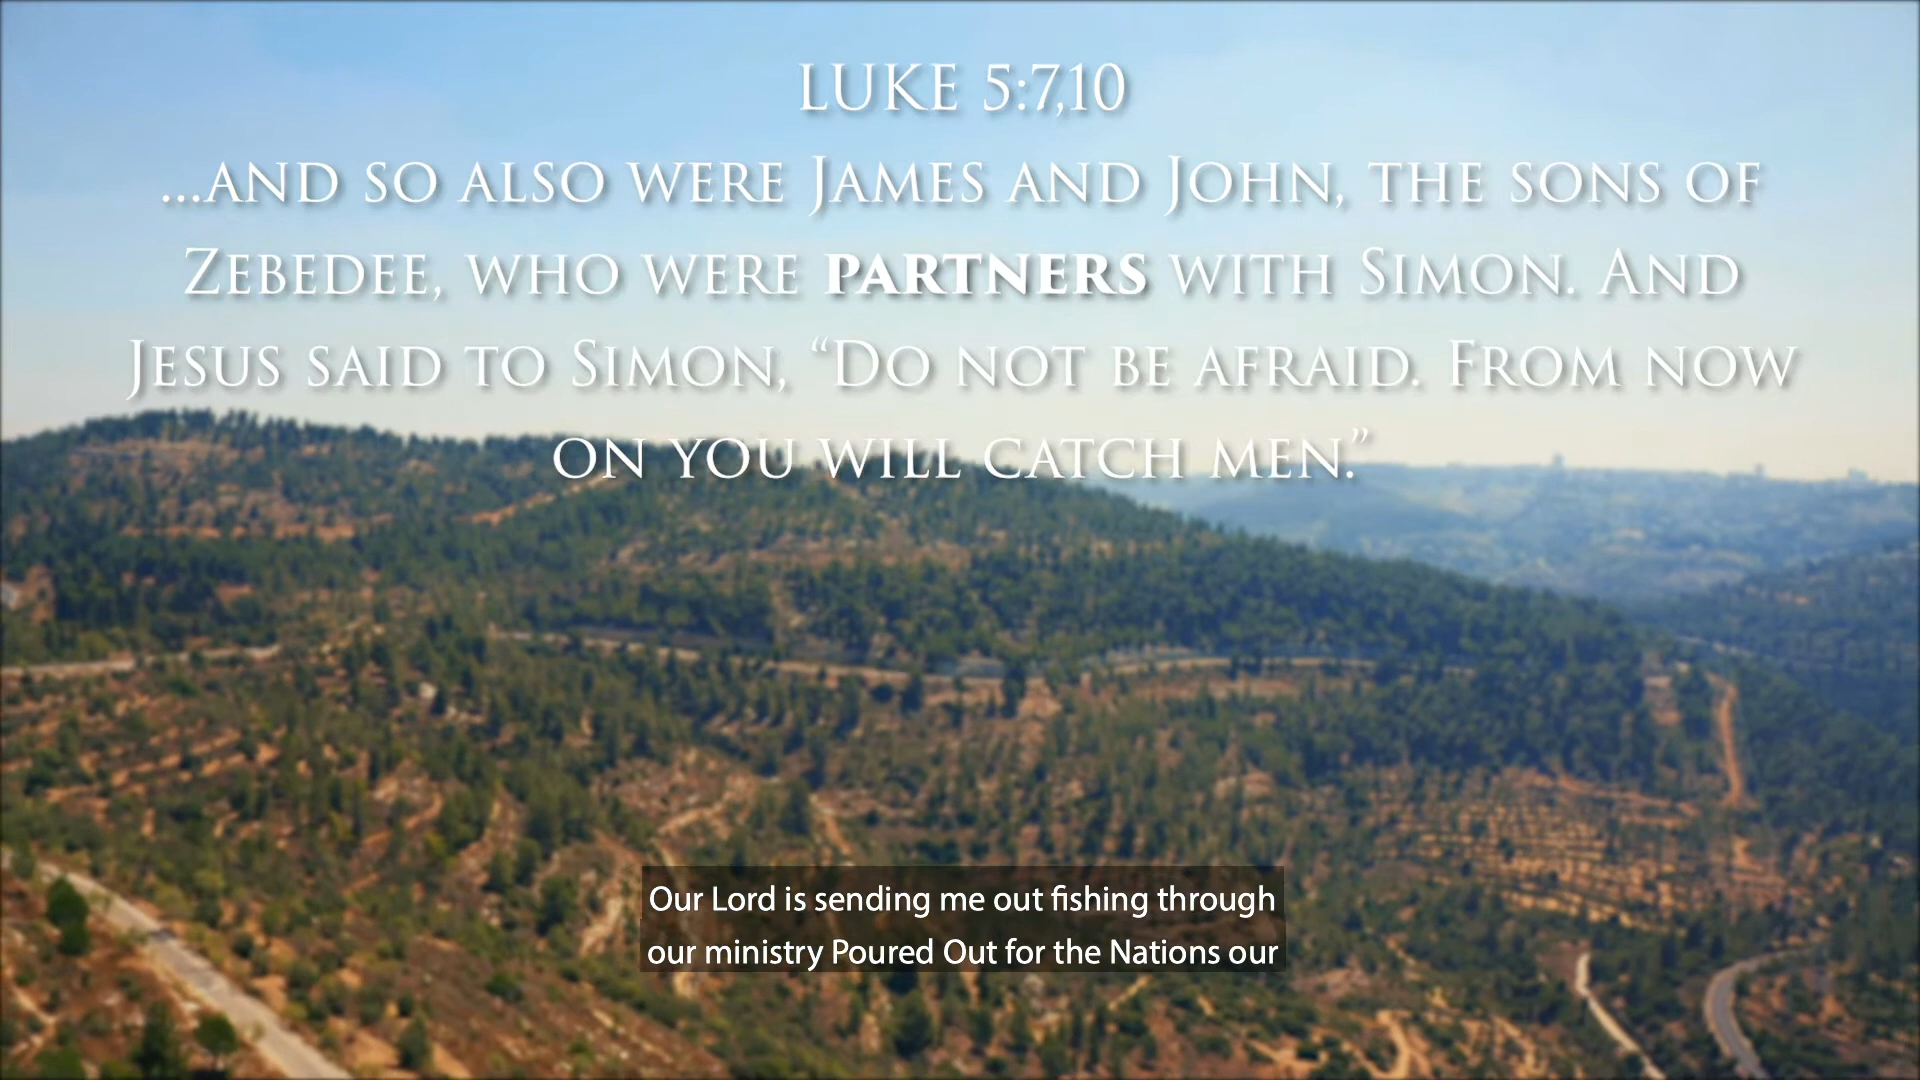 LUKE 5:7,10
...AND SO ALSO WERE JAMES AND JOHN, THE SONS OF
ZEBEDEE, WHO WERE PARTNERS WITH SIMON. AND
JESUS SAID TO SIMON, “DO NOT BE AFRAID. FROM NOW
ON YOU WILL CATCH MEN.”
Our Lord is sending me out fishing through
our ministry Poured Out for the Nations our